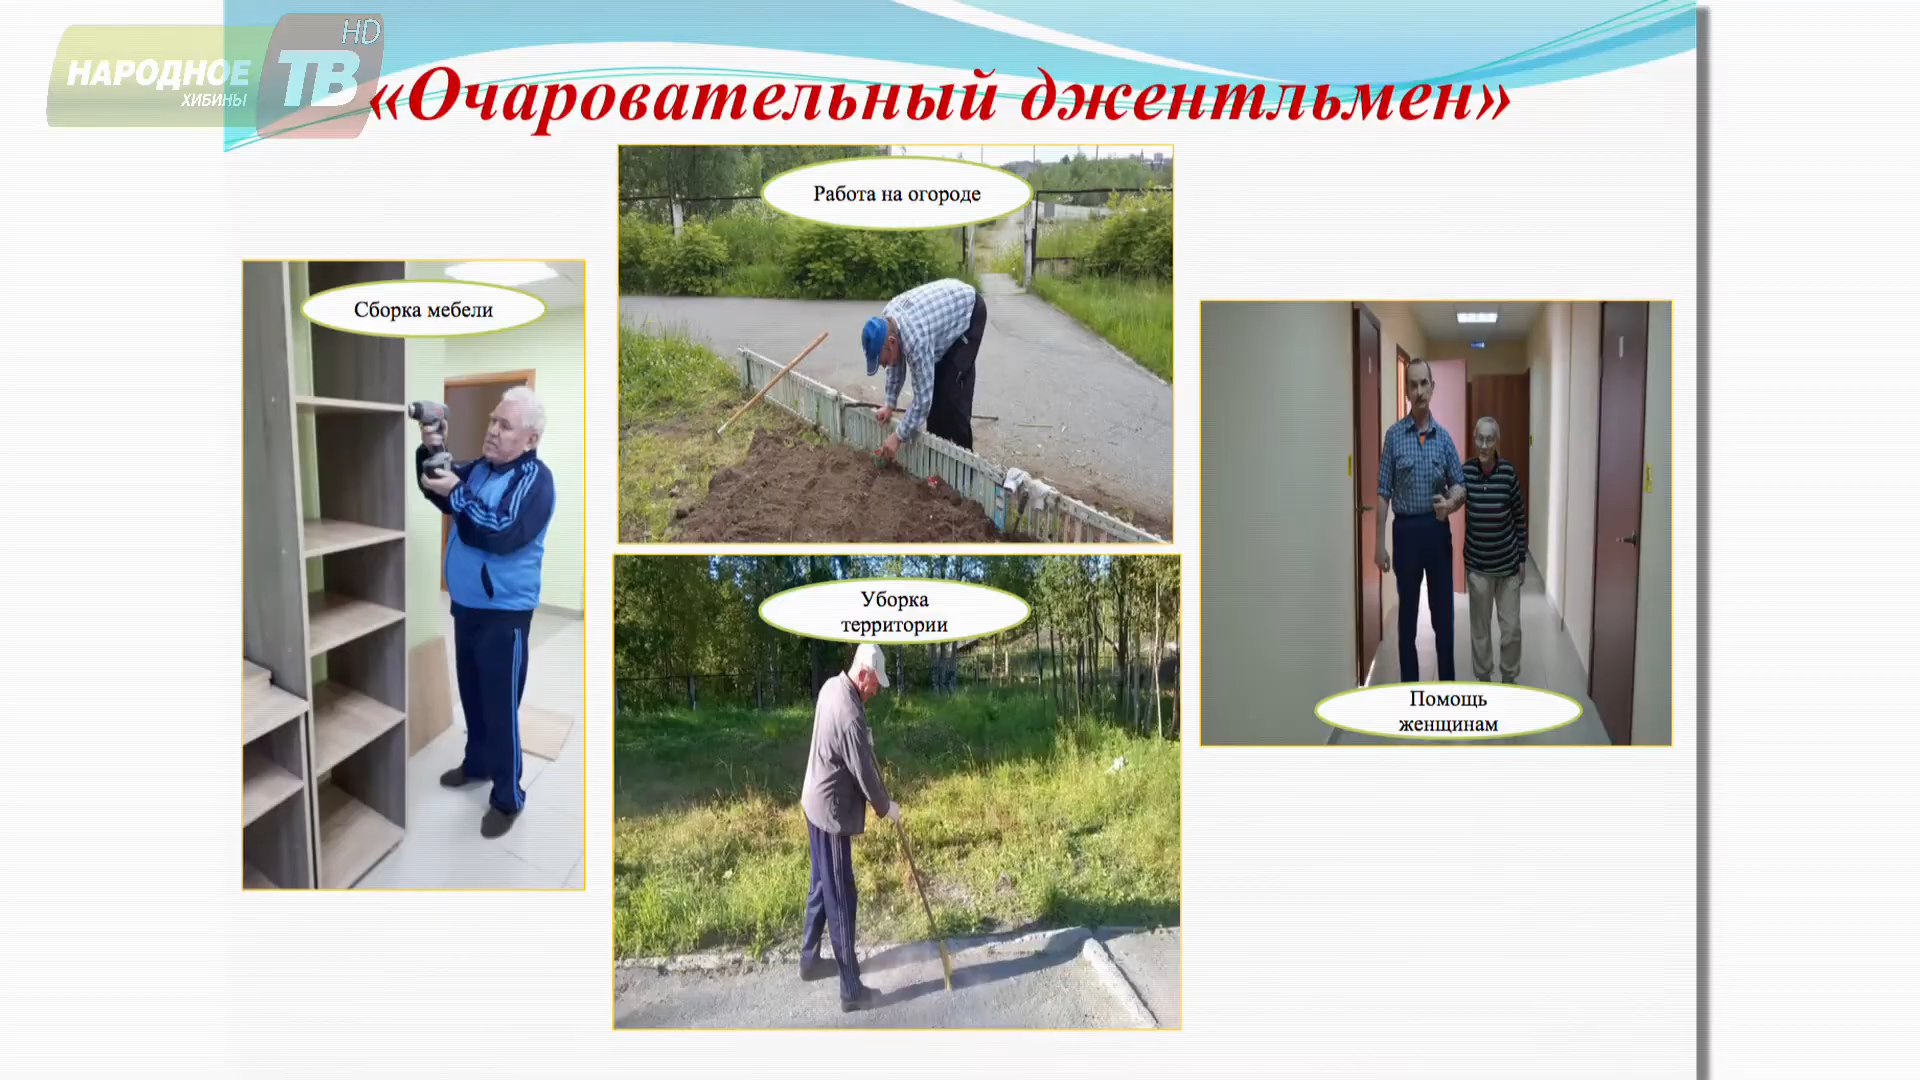 НАРОДНОЕ
ХИБИНЫ
ТВ
HD
«Очаровательный джентльмен»
Работа на огороде
Сборка мебели
Уборка
территории
Помощь
женщинам